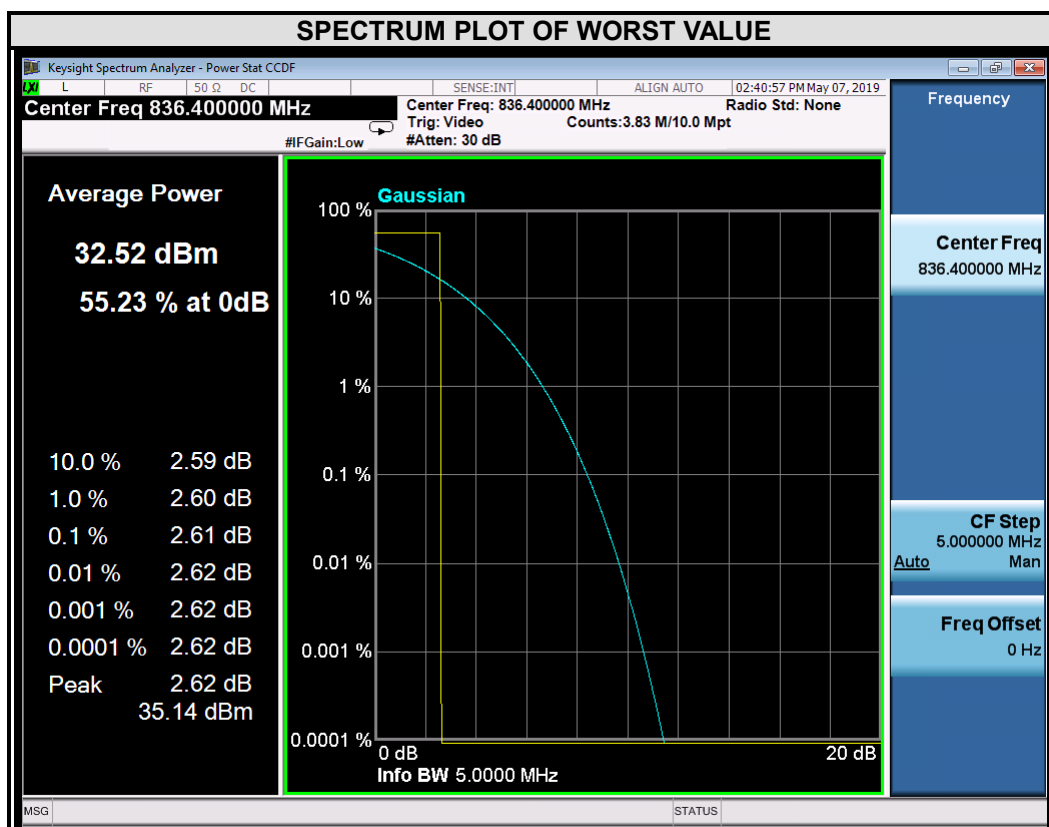 SPECTRUM PLOT OF WORST VALUE
Keysight Spectrum Analyzer - Power Stat CCDF
LXI L RF 50 Ω DC SENSE:INT ALIGN AUTO 02:40:57 PM May 07, 2019
Center Freq 836.400000 MHz
Center Freq: 836.400000 MHz Radio Std: None
Trig: Video Counts:3.83 M/10.0 Mpt
#IFGain:Low #Atten: 30 dB
Average Power
32.52 dBm
55.23 % at 0dB
10.0 % 2.59 dB
1.0 % 2.60 dB
0.1 % 2.61 dB
0.01 % 2.62 dB
0.001 % 2.62 dB
0.0001 % 2.62 dB
Peak 2.62 dB
35.14 dBm
Gaussian
100 %
10 %
1 %
0.1 %
0.01 %
0.001 %
0.0001 %
0 dB 20 dB
Info BW 5.0000 MHz
Frequency
Center Freq
836.400000 MHz
CF Step
5.000000 MHz
Auto Man
Freq Offset
0 Hz
MSG STATUS